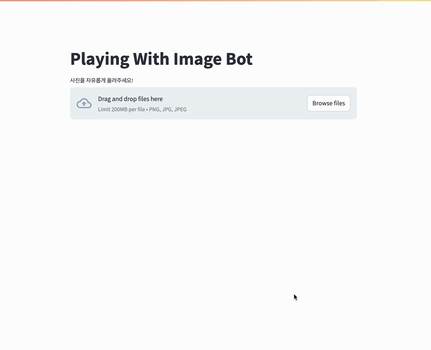 Playing With Image Bot
사진을 자유롭게 올려주세요!
Drag and drop files here
Limit 200MB per file • PNG, JPG, JPEG
Browse files